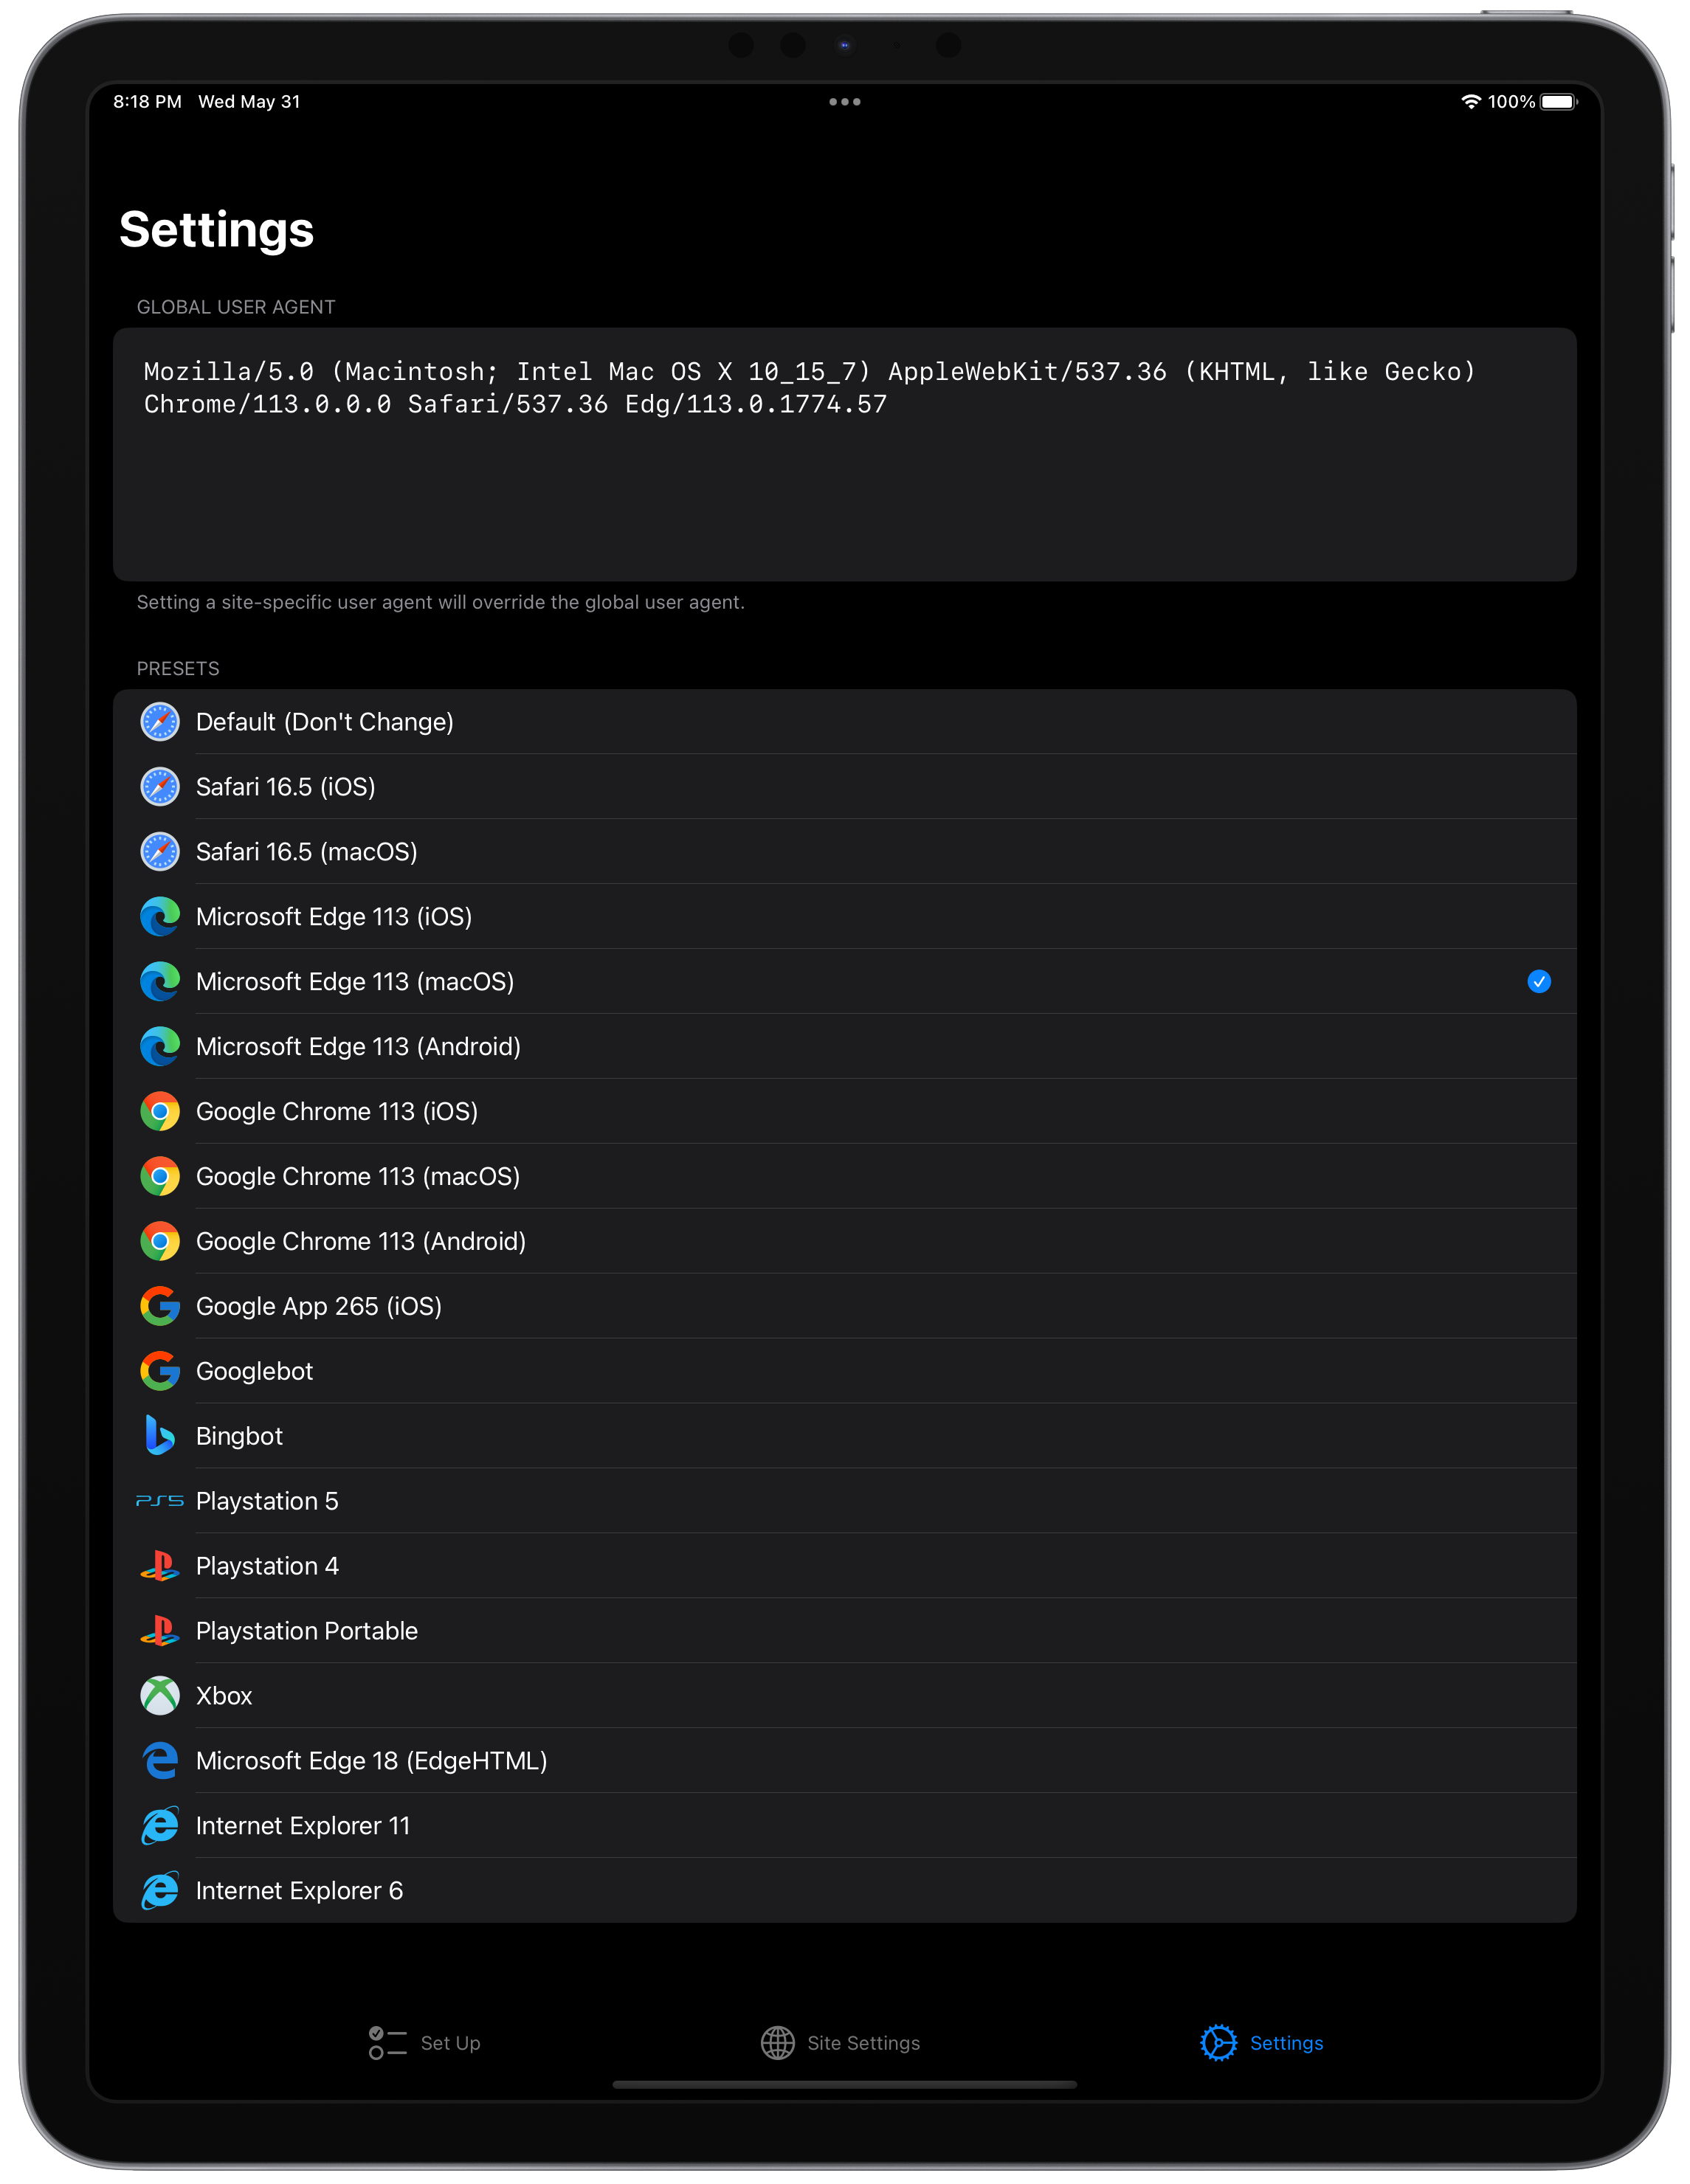 8:18 PM Wed May 31
100%
Settings
GLOBAL USER AGENT
Mozilla/5.0 (Macintosh; Intel Mac OS X 10_15_7) AppleWebKit/537.36 (KHTML, like Gecko)
Chrome/113.0.0.0 Safari/537.36 Edg/113.0.1774.57
Setting a site-specific user agent will override the global user agent.
PRESETS
Default (Don't Change)
Safari 16.5 (iOS)
Safari 16.5 (macOS)
Microsoft Edge 113 (iOS)
Microsoft Edge 113 (macOS)
Microsoft Edge 113 (Android)
Google Chrome 113 (iOS)
Google Chrome 113 (macOS)
Google Chrome 113 (Android)
Google App 265 (iOS)
Googlebot
Bingbot
PS5 Playstation 5
Playstation 4
Playstation Portable
Xbox
Microsoft Edge 18 (EdgeHTML)
Internet Explorer 11
Internet Explorer 6
Set Up
Site Settings
Settings